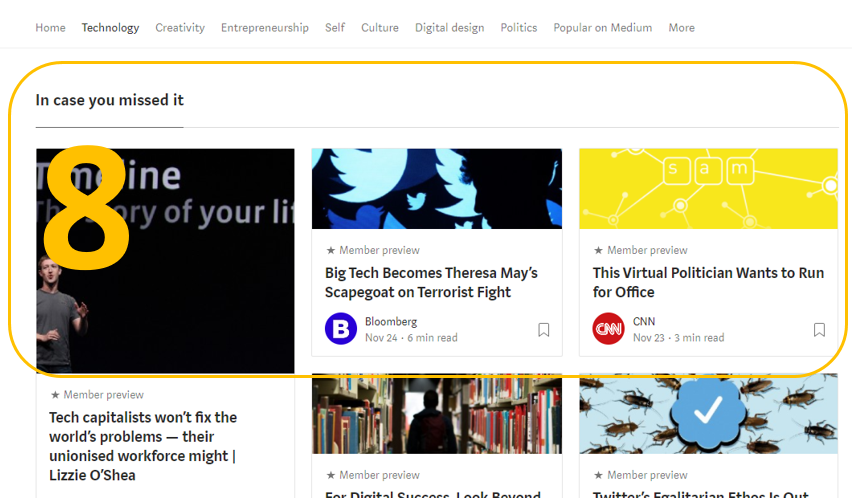 Home Technology Creativity Entrepreneurship Self Culture Digital design Politics Popular on Medium More
In case you missed it
8
Timeline
The story of your lif
s a m
★ Member preview
Big Tech Becomes Theresa May's
Scapegoat on Terrorist Fight
B
Bloomberg
Nov 24 · 6 min read
★ Member preview
This Virtual Politician Wants to Run
for Office
CNN
CNN
Nov 23 · 3 min read
★ Member preview
Tech capitalists won't fix the
world's problems — their
unionised workforce might |
Lizzie O'Shea
★ Member preview
For Digital Success, Look Beyond
★ Member preview
Twitter's Egalitarian Ethos Is Out